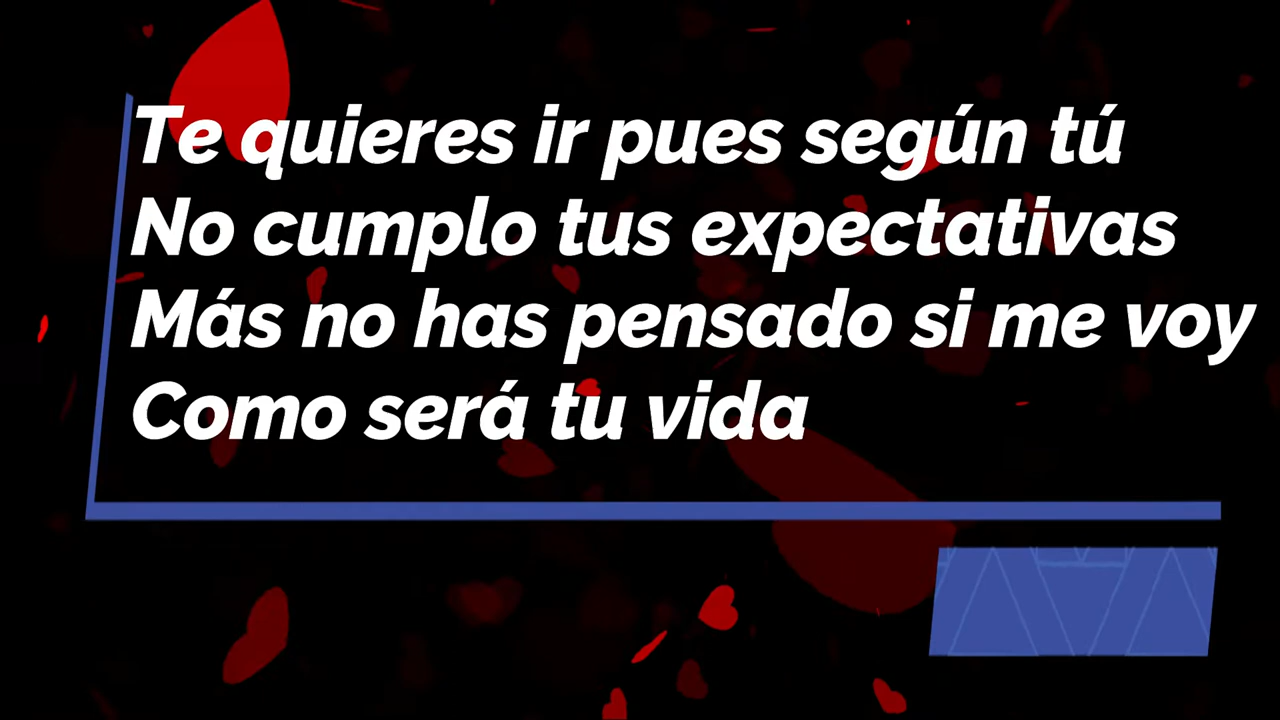 Te quieres ir pues según tú
No cumplo tus expectativas
Más no has pensado si me voy
Como será tu vida